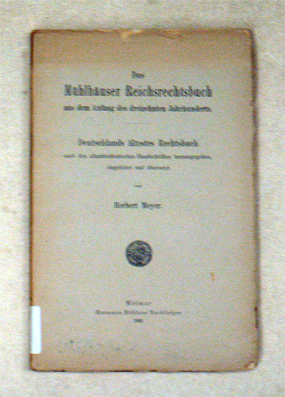 Das
Mühlhäuser Reichsrechtsbuch
aus dem Anfang des dreizehnten Jahrhunderts
Deutschlands ältestes Rechtsbuch
nach den altmitteldeutschen Handschriften herausgegeben,
eingeleitet und übersetzt
von
Herbert Meyer
Weimar
Hermann Böhlaus Nachfolger